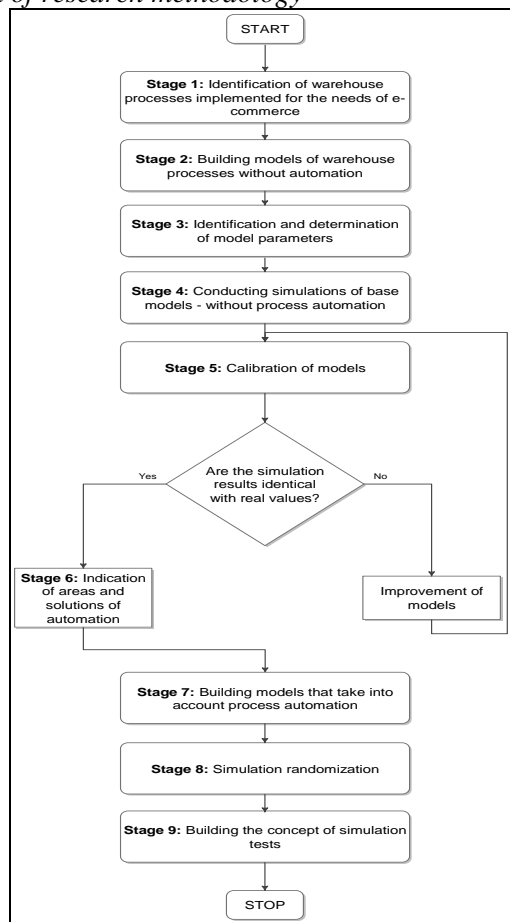 of research methodology
START
Stage 1: Identification of warehouse
processes implemented for the needs of e-
commerce
Stage 2: Building models of warehouse
processes without automation
Stage 3: Identification and determination
of model parameters
Stage 4: Conducting simulations of base
models - without process automation
Stage 5: Calibration of models
Are the simulation
results identical
with real values?
Yes
No
Stage 6: Indication
of areas and
solutions of
automation
Improvement of
models
Stage 7: Building models that take into
account process automation
Stage 8: Simulation randomization
Stage 9: Building the concept of simulation
tests
STOP